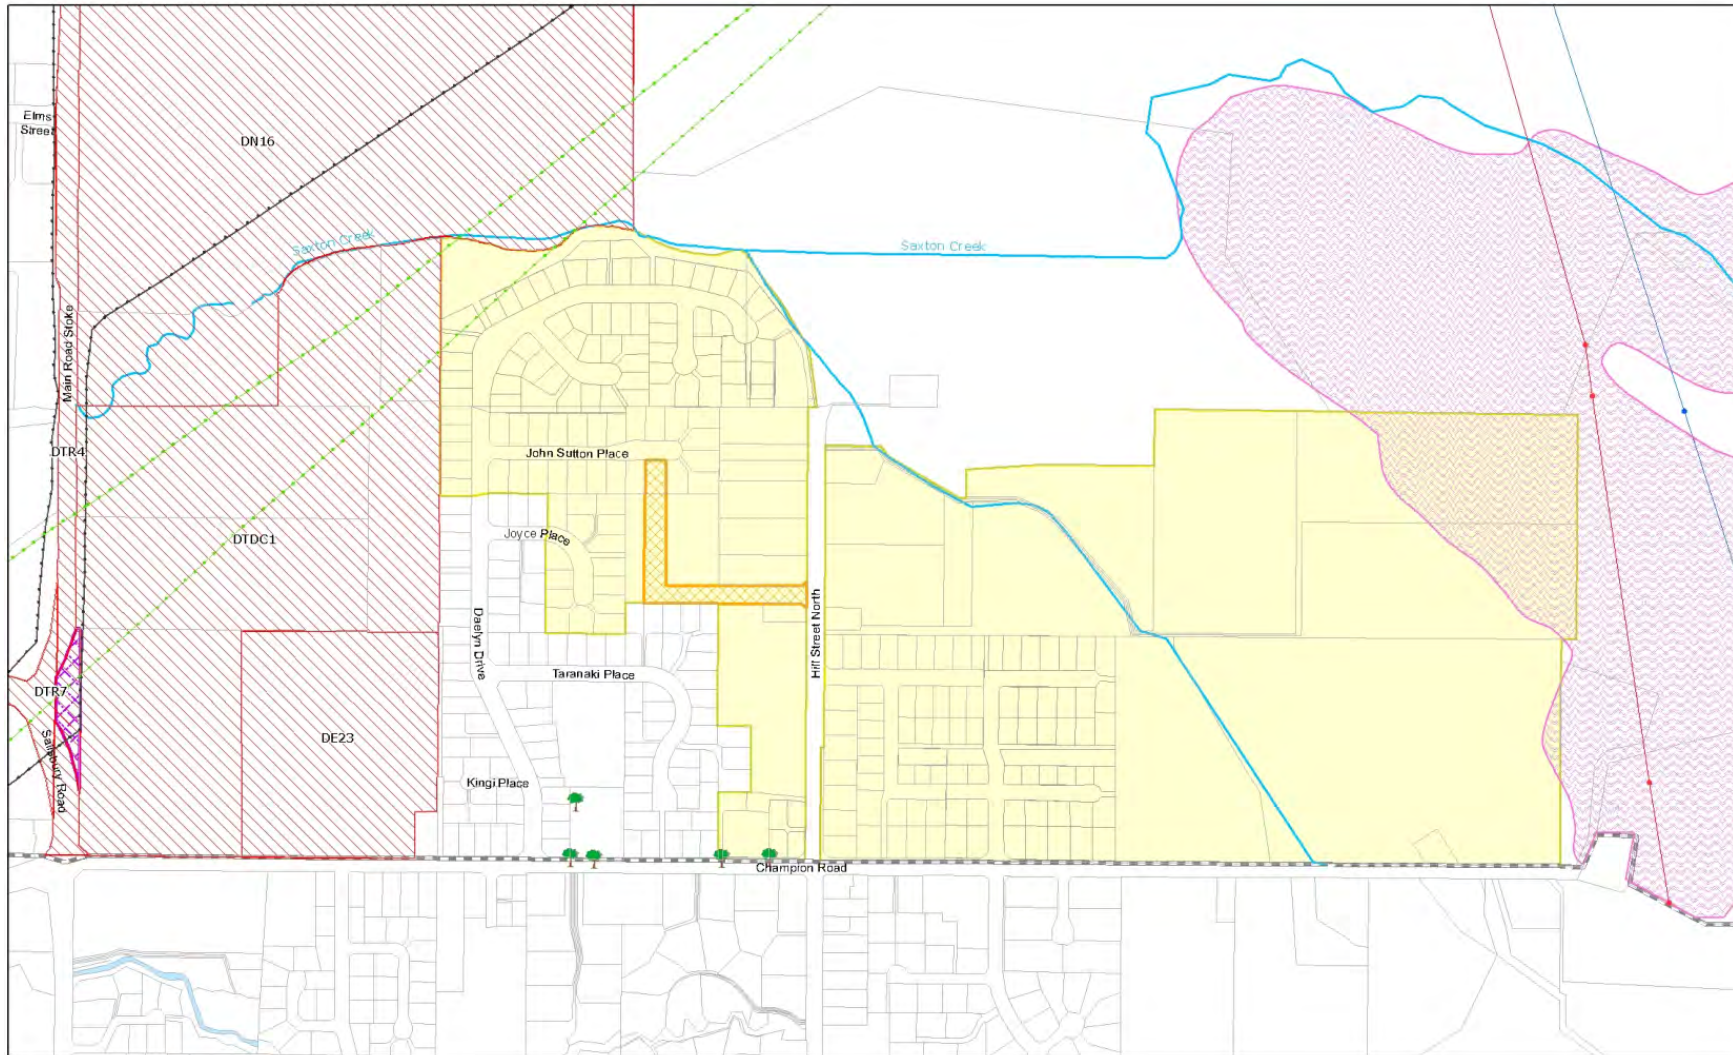 Elms
Street
DN16
Saxton Creek
Saxton Creek
Main Road Stoke
DTR4
John Sutton Place
DTDC1
Joyce Place
Daelyn Drive
Hill Street North
Taranaki Place
DTR7
DE23
Salisbury Road
Kingi Place
Champion Road